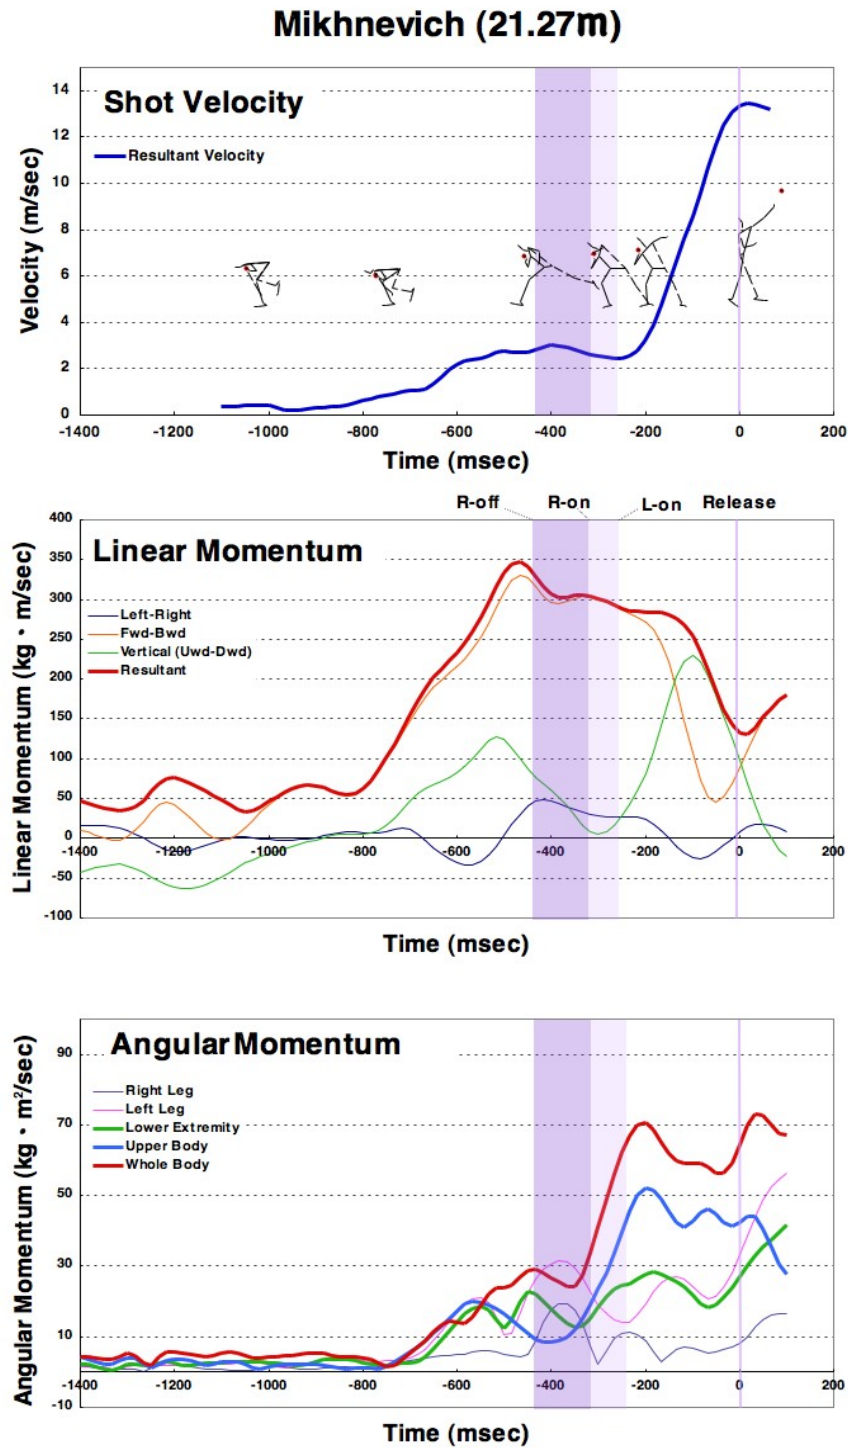 Mikhnevich (21.27m)
Shot Velocity
Resultant Velocity
Velocity (m/sec)
14
12
10
8
6
4
2
0
-1400 -1200 -1000 -800 -600 -400 -200 0 200
Time (msec)
R-off R-on L-on Release
Linear Momentum
Left-Right
Fwd-Bwd
Vertical (Uwd-Dwd)
Resultant
Linear Momentum (kg・m/sec)
400
350
300
250
200
150
100
50
0
-50
-100
-1400 -1200 -1000 -800 -600 -400 -200 0 200
Time (msec)
Angular Momentum
Right Leg
Left Leg
Lower Extremity
Upper Body
Whole Body
Angular Momentum (kg・m²/sec)
90
70
50
30
10
-10
-1400 -1200 -1000 -800 -600 -400 -200 0 200
Time (msec)